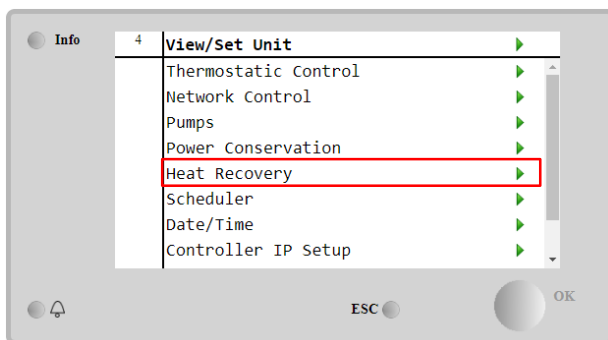 Info
4 View/Set Unit
Thermostatic Control
Network Control
Pumps
Power Conservation
Heat Recovery
Scheduler
Date/Time
Controller IP Setup
ESC OK